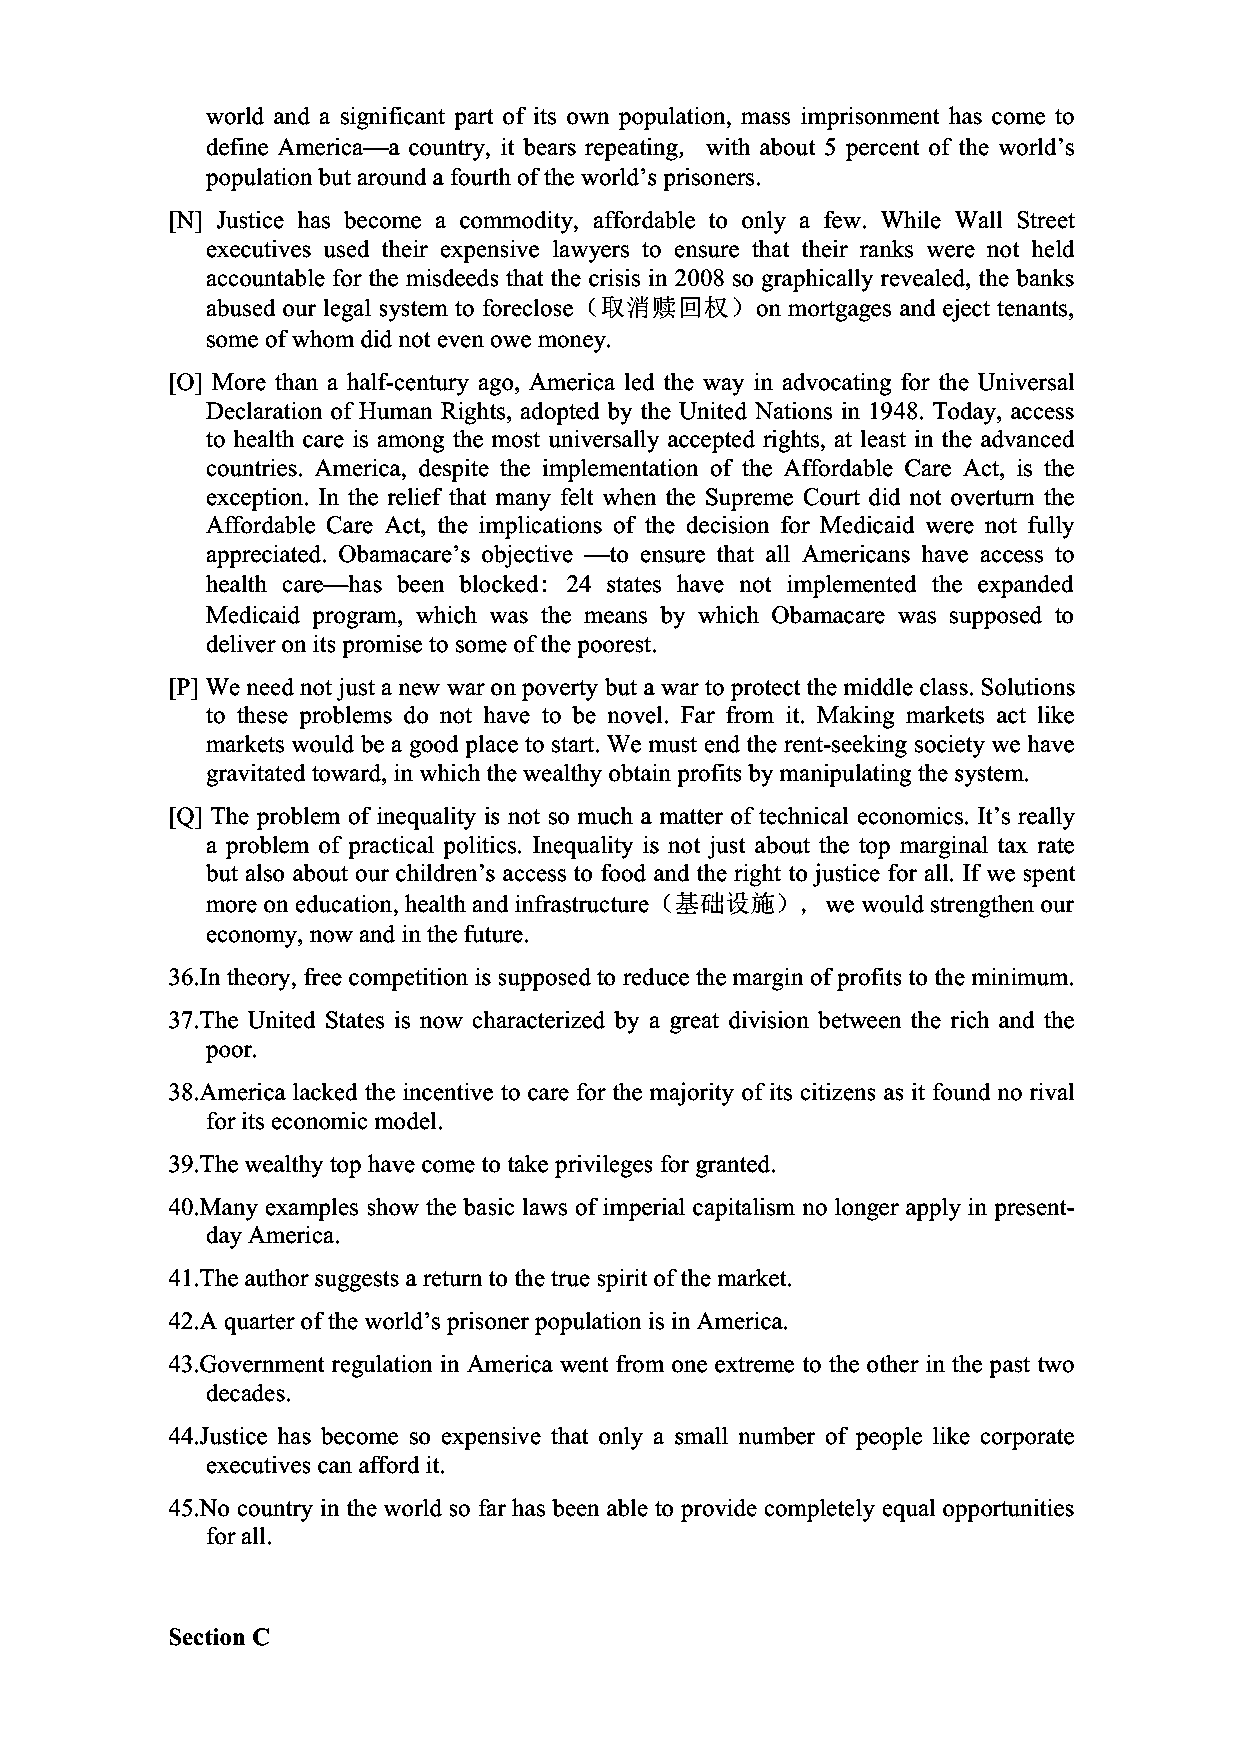 world and a significant part of its own population, mass imprisonment has come to
define America—a country, it bears repeating, with about 5 percent of the world's
population but around a fourth of the world's prisoners.
[N] Justice has become a commodity, affordable to only a few. While Wall Street
executives used their expensive lawyers to ensure that their ranks were not held
accountable for the misdeeds that the crisis in 2008 so graphically revealed, the banks
abused our legal system to foreclose（取消赎回权）on mortgages and eject tenants,
some of whom did not even owe money.
[O] More than a half-century ago, America led the way in advocating for the Universal
Declaration of Human Rights, adopted by the United Nations in 1948. Today, access
to health care is among the most universally accepted rights, at least in the advanced
countries. America, despite the implementation of the Affordable Care Act, is the
exception. In the relief that many felt when the Supreme Court did not overturn the
Affordable Care Act, the implications of the decision for Medicaid were not fully
appreciated. Obamacare's objective —to ensure that all Americans have access to
health care—has been blocked: 24 states have not implemented the expanded
Medicaid program, which was the means by which Obamacare was supposed to
deliver on its promise to some of the poorest.
[P] We need not just a new war on poverty but a war to protect the middle class. Solutions
to these problems do not have to be novel. Far from it. Making markets act like
markets would be a good place to start. We must end the rent-seeking society we have
gravitated toward, in which the wealthy obtain profits by manipulating the system.
[Q] The problem of inequality is not so much a matter of technical economics. It's really
a problem of practical politics. Inequality is not just about the top marginal tax rate
but also about our children's access to food and the right to justice for all. If we spent
more on education, health and infrastructure（基础设施）, we would strengthen our
economy, now and in the future.
36.In theory, free competition is supposed to reduce the margin of profits to the minimum.
37.The United States is now characterized by a great division between the rich and the
poor.
38.America lacked the incentive to care for the majority of its citizens as it found no rival
for its economic model.
39.The wealthy top have come to take privileges for granted.
40.Many examples show the basic laws of imperial capitalism no longer apply in present-
day America.
41.The author suggests a return to the true spirit of the market.
42.A quarter of the world's prisoner population is in America.
43.Government regulation in America went from one extreme to the other in the past two
decades.
44.Justice has become so expensive that only a small number of people like corporate
executives can afford it.
45.No country in the world so far has been able to provide completely equal opportunities
for all.
Section C